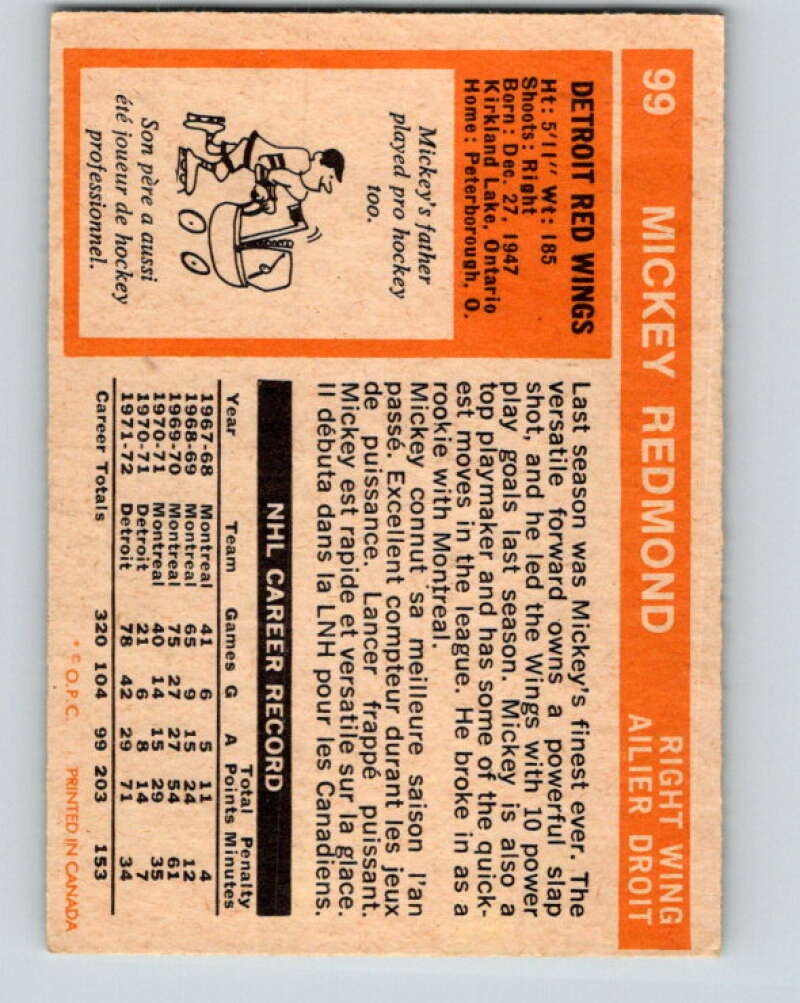 99 MICKEY REDMOND RIGHT WING
AILIER DROIT
DETROIT RED WINGS
Ht: 5'11" Wt: 185
Shoots: Right
Born: Dec. 27, 1947
Kirkland Lake, Ontario
Home: Peterborough, O.
Mickey's father
played pro hockey
too.
Son père a aussi
été joueur de hockey
professionnel.
Last season was Mickey's finest ever. The
versatile forward owns a powerful slap
shot, and he led the Wings with 10 power
play goals last season. Mickey is also a
top playmaker and has some of the quick-
est moves in the league. He broke in as a
rookie with Montreal.
Mickey connut sa meilleure saison l'an
passé. Excellent compteur durant les jeux
de puissance. Lancer frappé puissant.
Mickey est rapide et versatile sur la glace.
Il débuta dans la LNH pour les Canadiens.
NHL CAREER RECORD
Total Penalty
Year Team Games G A Points Minutes
1967-68 Montreal 41 6 5 11 4
1968-69 Montreal 65 9 15 24 12
1969-70 Montreal 75 27 27 54 61
1970-71 Montreal 40 14 15 29 35
1970-71 Detroit 21 6 8 14 7
1971-72 Detroit 78 42 29 71 34
Career Totals 320 104 99 203 153
* © O.P.C. PRINTED IN CANADA